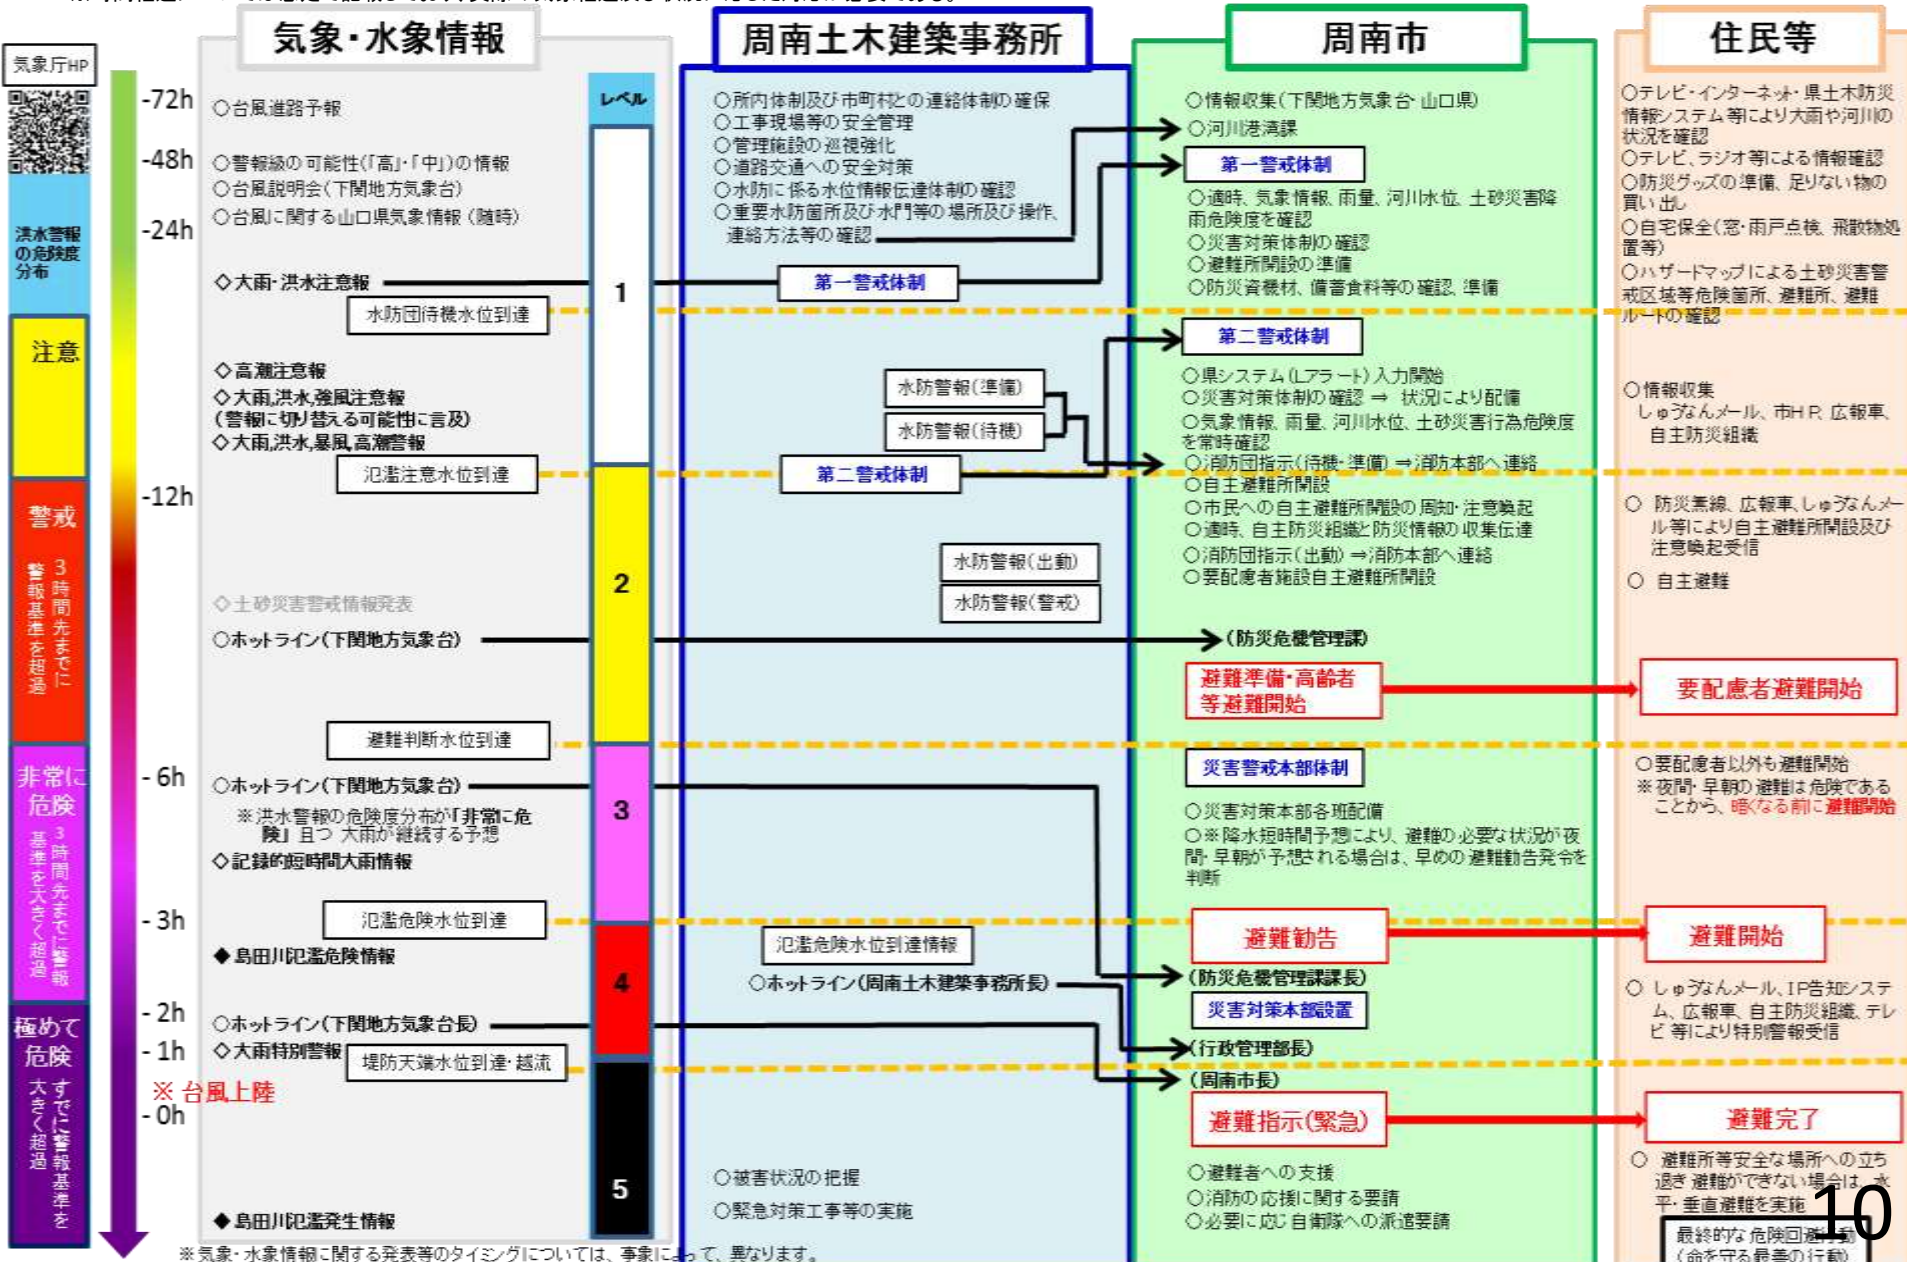 気象庁HP
洪水警報
の危険度
分布
注意
警戒
3時間先までに
警報基準を超過
非常に
危険
3時間先までに警報
基準を大きく超過
極めて
危険
すでに警報基準を
大きく超過
-72h
-48h
-24h
-12h
- 6h
- 3h
- 2h
- 1h
※ 台風上陸
- 0h
気象・水象情報
レベル
1
2
3
4
5
○台風進路予報
○警報級の可能性(「高」・「中」)の情報
○台風説明会(下関地方気象台)
○台風に関する山口県気象情報 (随時)
◇大雨・洪水注意報
水防団待機水位到達
◇高潮注意報
◇大雨,洪水,強風注意報
(警報に切り替える可能性に言及)
◇大雨,洪水,暴風,高潮警報
氾濫注意水位到達
◇土砂災害警戒情報発表
○ホットライン(下関地方気象台)
避難判断水位到達
○ホットライン(下関地方気象台)
※洪水警報の危険度分布が「非常に危
険」且つ 大雨が継続する予想
◇記録的短時間大雨情報
氾濫危険水位到達
◆島田川氾濫危険情報
○ホットライン(下関地方気象台長)
◇大雨特別警報
堤防天端水位到達・越流
◆島田川氾濫発生情報
※気象・水象情報に関する発表等のタイミングについては、事象によって、異なります。
周南土木建築事務所
○所内体制及び市町村との連絡体制の確保
○工事現場等の安全管理
○管理施設の巡視強化
○道路交通への安全対策
○水防に係る水位情報伝達体制の確認
○重要水防箇所及び水門等の場所及び操作、
連絡方法等の確認
第一警戒体制
水防警報(準備)
水防警報(待機)
第二警戒体制
水防警報(出動)
水防警報(警戒)
氾濫危険水位到達情報
○ホットライン(周南土木建築事務所長)
○被害状況の把握
○緊急対策工事等の実施
周南市
○情報収集(下関地方気象台・山口県)
○河川港湾課
第一警戒体制
○適時、気象情報、雨量、河川水位、土砂災害降
雨危険度を確認
○災害対策体制の確認
○避難所開設の準備
○防災資機材、備蓄食料等の確認、準備
第二警戒体制
○県システム(Lアラート)入力開始
○災害対策体制の確認 ⇒ 状況により配備
○気象情報、雨量、河川水位、土砂災害行為危険度
を常時確認
○消防団指示(待機・準備) ⇒消防本部へ連絡
○自主避難所開設
○市民への自主避難所開設の周知・注意喚起
○適時、自主防災組織と防災情報の収集伝達
○消防団指示(出動) ⇒消防本部へ連絡
○要配慮者施設自主避難所開設
(防災危機管理課)
避難準備・高齢者
等避難開始
災害警戒本部体制
○災害対策本部各班配備
○※降水短時間予想により、避難の必要な状況が夜
間・早朝が予想される場合は、早めの避難勧告発令を
判断
避難勧告
(防災危機管理課課長)
災害対策本部設置
(行政管理部長)
(周南市長)
避難指示(緊急)
○避難者への支援
○消防の応援に関する要請
○必要に応じ自衛隊への派遣要請
住民等
○テレビ・インターネット・県土木防災
情報システム等により大雨や河川の
状況を確認
○テレビ、ラジオ等による情報確認
○防災グッズの準備、足りない物の
買い出し
○自宅保全(窓・雨戸点検、飛散物処
置等)
○ハザードマップによる土砂災害警
戒区域等危険箇所、避難所、避難
ルートの確認
○情報収集
しゅうなんメール、市HP、広報車、
自主防災組織
○ 防災無線、広報車、しゅうなんメー
ル等により自主避難所開設及び
注意喚起受信
○ 自主避難
要配慮者避難開始
○要配慮者以外も避難開始
※夜間・早朝の避難は危険である
ことから、暗くなる前に避難開始
避難開始
○ しゅうなんメール、IP告知システ
ム、広報車、自主防災組織、テレ
ビ 等により特別警報受信
避難完了
○ 避難所等安全な場所への立ち
退き避難ができない場合は、水
平・垂直避難を実施
最終的な危険回避行動
(命を守る最善の行動)
10